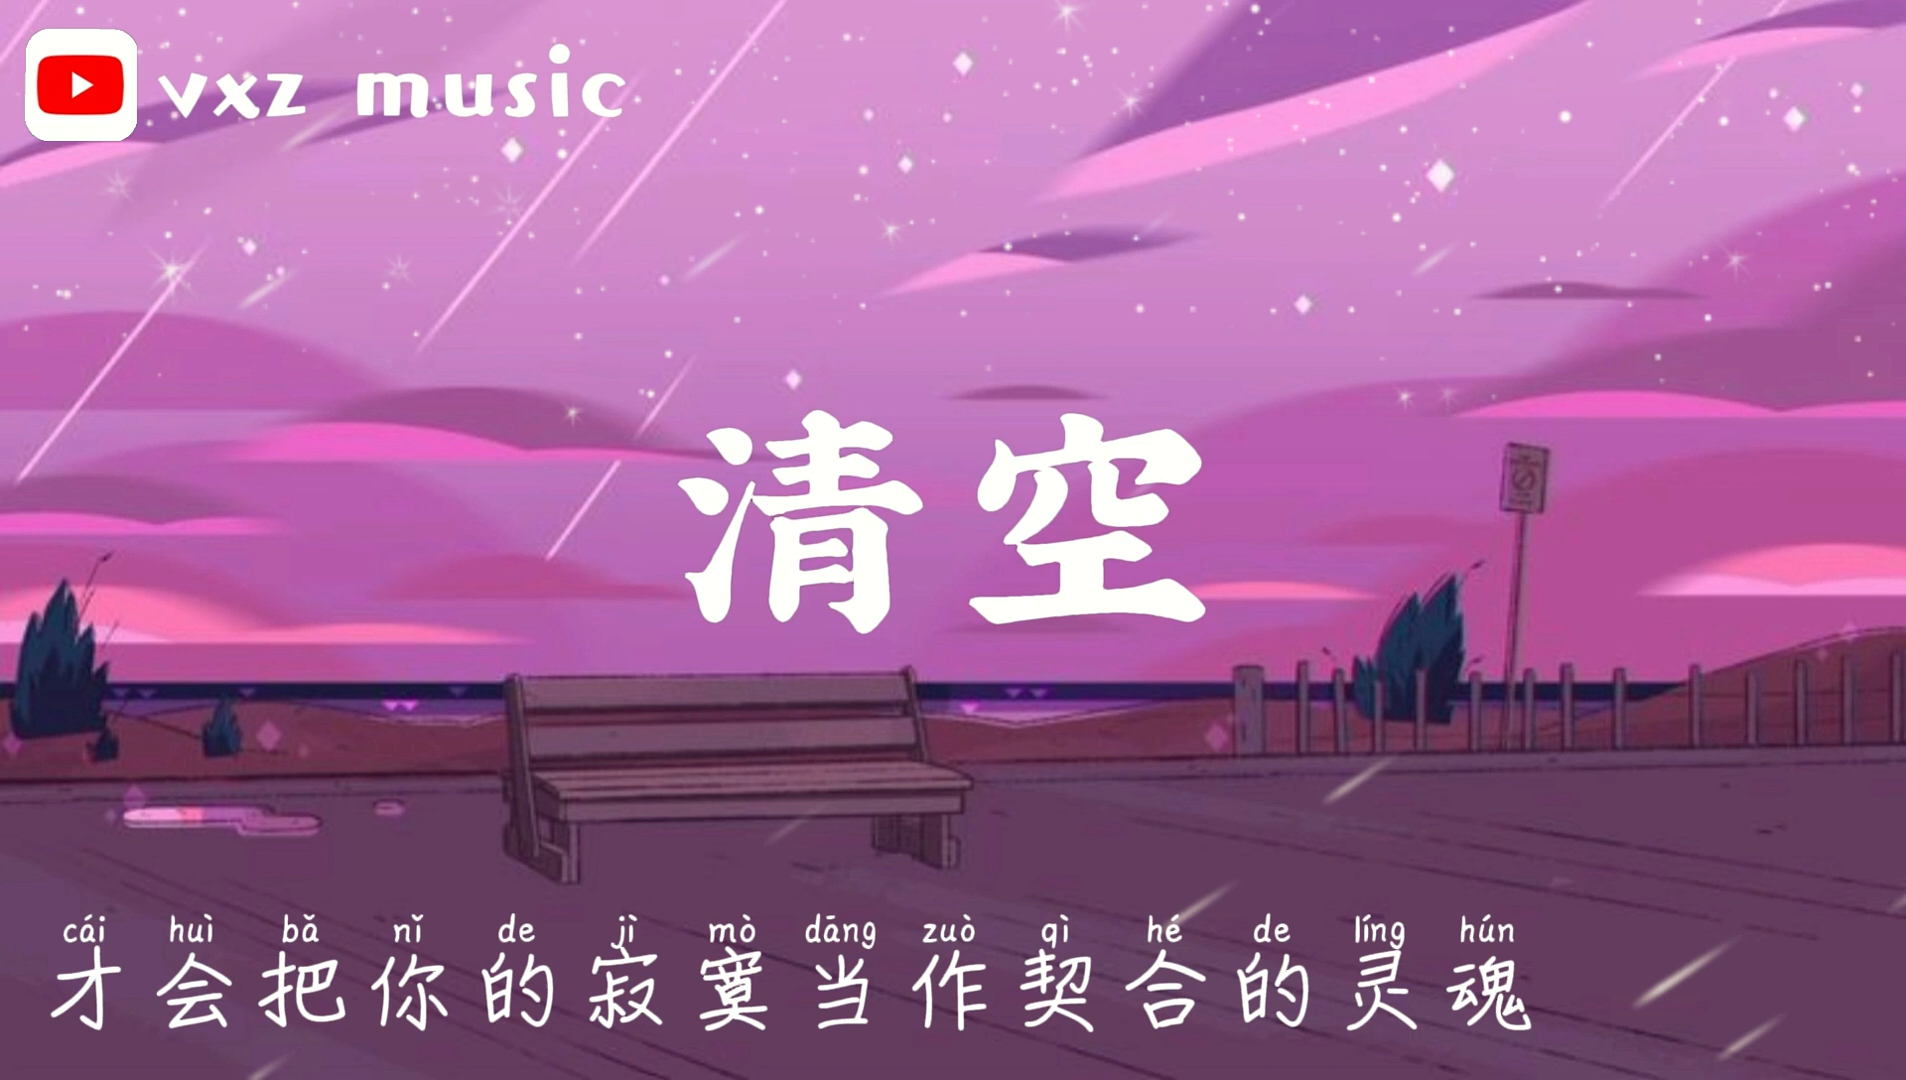 vxz music
清空
cái huì bǎ nǐ de jì mò dāng zuò qì hé de líng hún
才会把你的寂寞当作契合的灵魂